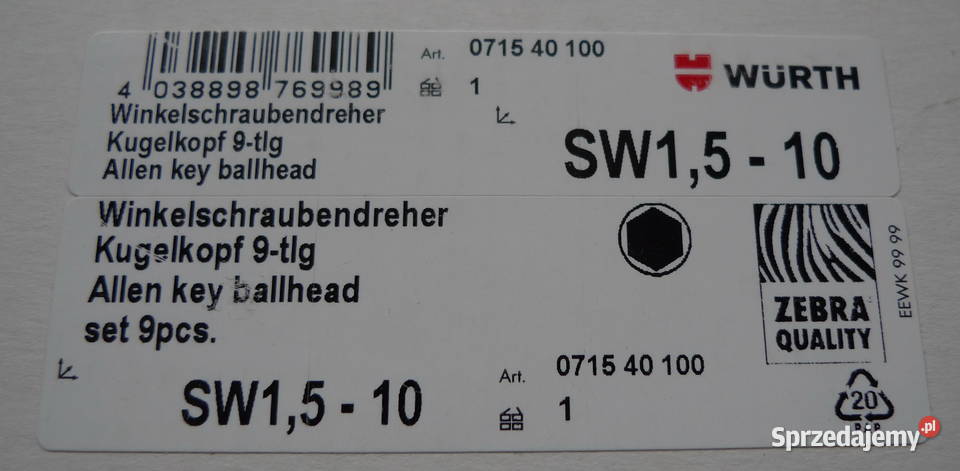 Art. 0715 40 100
WÜRTH
4 038898 769989
1
Winkelschraubendreher
Kugelkopf 9-tlg
Allen key ballhead
SW1,5 - 10
Winkelschraubendreher
Kugelkopf 9-tlg
Allen key ballhead
set 9pcs.
ZEBRA
QUALITY
EEWK 99 99
SW1,5 - 10
Art. 0715 40 100
1
20
Sprzedajemy.pl